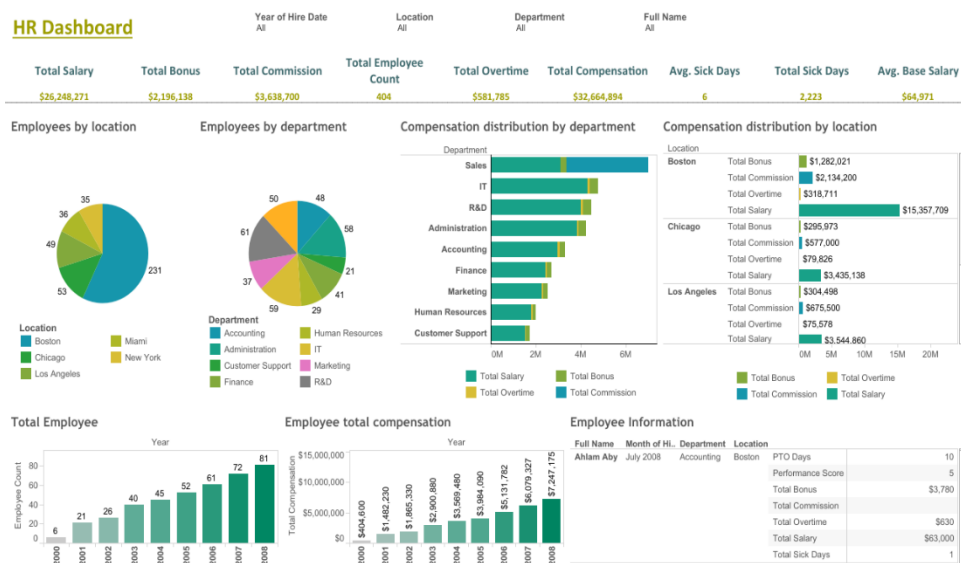 HR Dashboard
Year of Hire Date Location Department Full Name
All All All All
Total Salary Total Bonus Total Commission Total Employee Count Total Overtime Total Compensation Avg. Sick Days Total Sick Days Avg. Base Salary
$26,248,271 $2,196,138 $3,638,700 404 $581,785 $32,664,894 6 2,223 $64,971
Employees by location
35
36
49
53
231
Location
Boston Miami
Chicago New York
Los Angeles
Employees by department
50 48
61 58
37 21
59 29 41
Department
Accounting Human Resources
Administration IT
Customer Support Marketing
Finance R&D
Compensation distribution by department
Department
Sales
IT
R&D
Administration
Accounting
Finance
Marketing
Human Resources
Customer Support
0M 2M 4M 6M
Total Salary Total Bonus
Total Overtime Total Commission
Compensation distribution by location
Location
Boston Total Bonus $1,282,021
Total Commission $2,134,200
Total Overtime $318,711
Total Salary $15,357,709
Chicago Total Bonus $295,973
Total Commission $577,000
Total Overtime $79,826
Total Salary $3,435,138
Los Angeles Total Bonus $304,498
Total Commission $675,500
Total Overtime $75,578
Total Salary $3,544,860
0M 5M 10M 15M 20M
Total Bonus Total Overtime
Total Commission Total Salary
Total Employee
Year
Employee Count
80
60
40
20
0
6 21 26 40 45 52 61 72 81
2000 2001 2002 2003 2004 2005 2006 2007 2008
Employee total compensation
Year
Total Compensation
$15,000,000
$5,000,000
$0
$404,600 $1,482,230 $1,865,330 $2,900,880 $3,569,480 $3,984,090 $5,131,782 $6,079,327 $7,247,175
2000 2001 2002 2003 2004 2005 2006 2007 2008
Employee Information
Full Name Month of Hi.. Department Location
Ahlam Aby July 2008 Accounting Boston PTO Days 10
Performance Score 5
Total Bonus $3,780
Total Commission
Total Overtime $630
Total Salary $63,000
Total Sick Days 1